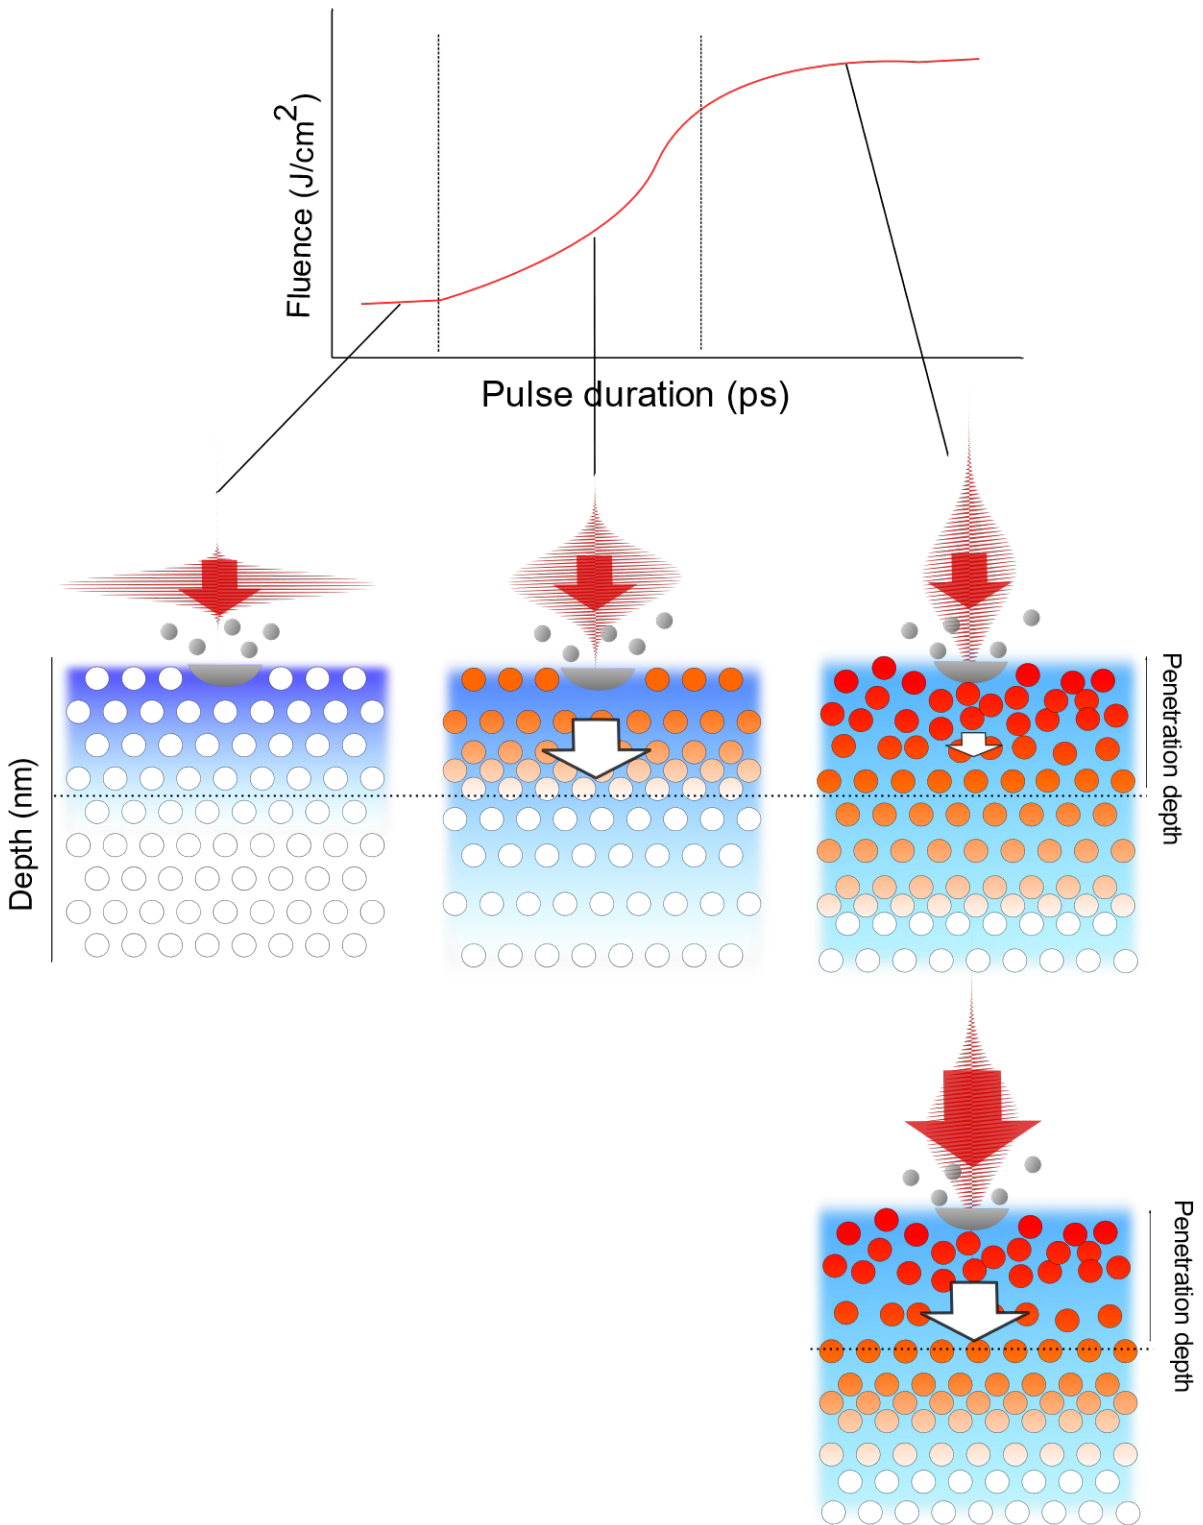 Fluence (J/cm2)
Pulse duration (ps)
Depth (nm)
Penetration depth
Penetration depth